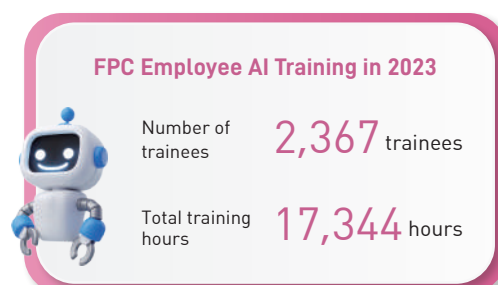 FPC Employee AI Training in 2023
Number of
trainees
2,367 trainees
Total training
hours
17,344 hours